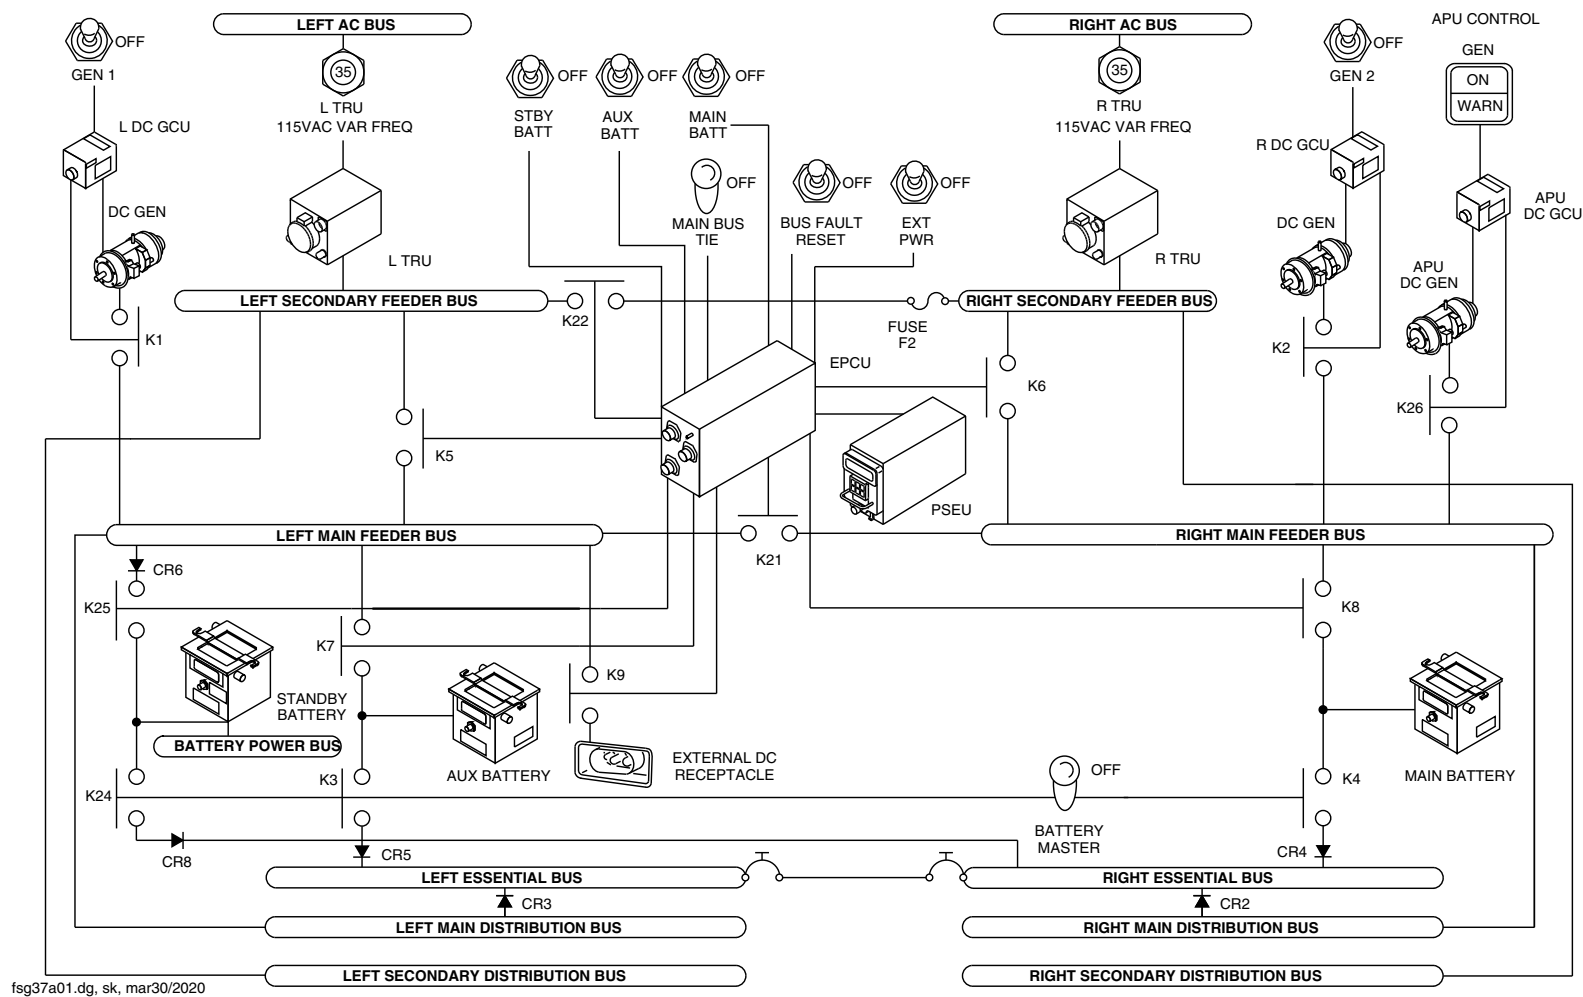 LEFT AC BUS
RIGHT AC BUS
APU CONTROL
OFF
GEN 1
35
OFF
OFF
OFF
35
OFF
GEN 2
GEN
ON
WARN
L DC GCU
L TRU
115VAC VAR FREQ
STBY
BATT
AUX
BATT
MAIN
BATT
R TRU
115VAC VAR FREQ
R DC GCU
OFF
OFF
OFF
DC GEN
MAIN BUS
TIE
BUS FAULT
RESET
EXT
PWR
DC GEN
APU
DC GCU
L TRU
R TRU
APU
DC GEN
LEFT SECONDARY FEEDER BUS
K22
FUSE
F2
RIGHT SECONDARY FEEDER BUS
K1
K2
EPCU
K6
K26
K5
PSEU
LEFT MAIN FEEDER BUS
K21
RIGHT MAIN FEEDER BUS
CR6
K25
K8
K7
K9
STANDBY
BATTERY
BATTERY POWER BUS
AUX BATTERY
EXTERNAL DC
RECEPTACLE
OFF
MAIN BATTERY
K24
K3
K4
BATTERY
MASTER
CR8
CR5
CR4
LEFT ESSENTIAL BUS
RIGHT ESSENTIAL BUS
CR3
CR2
LEFT MAIN DISTRIBUTION BUS
RIGHT MAIN DISTRIBUTION BUS
LEFT SECONDARY DISTRIBUTION BUS
RIGHT SECONDARY DISTRIBUTION BUS
fsg37a01.dg, sk, mar30/2020